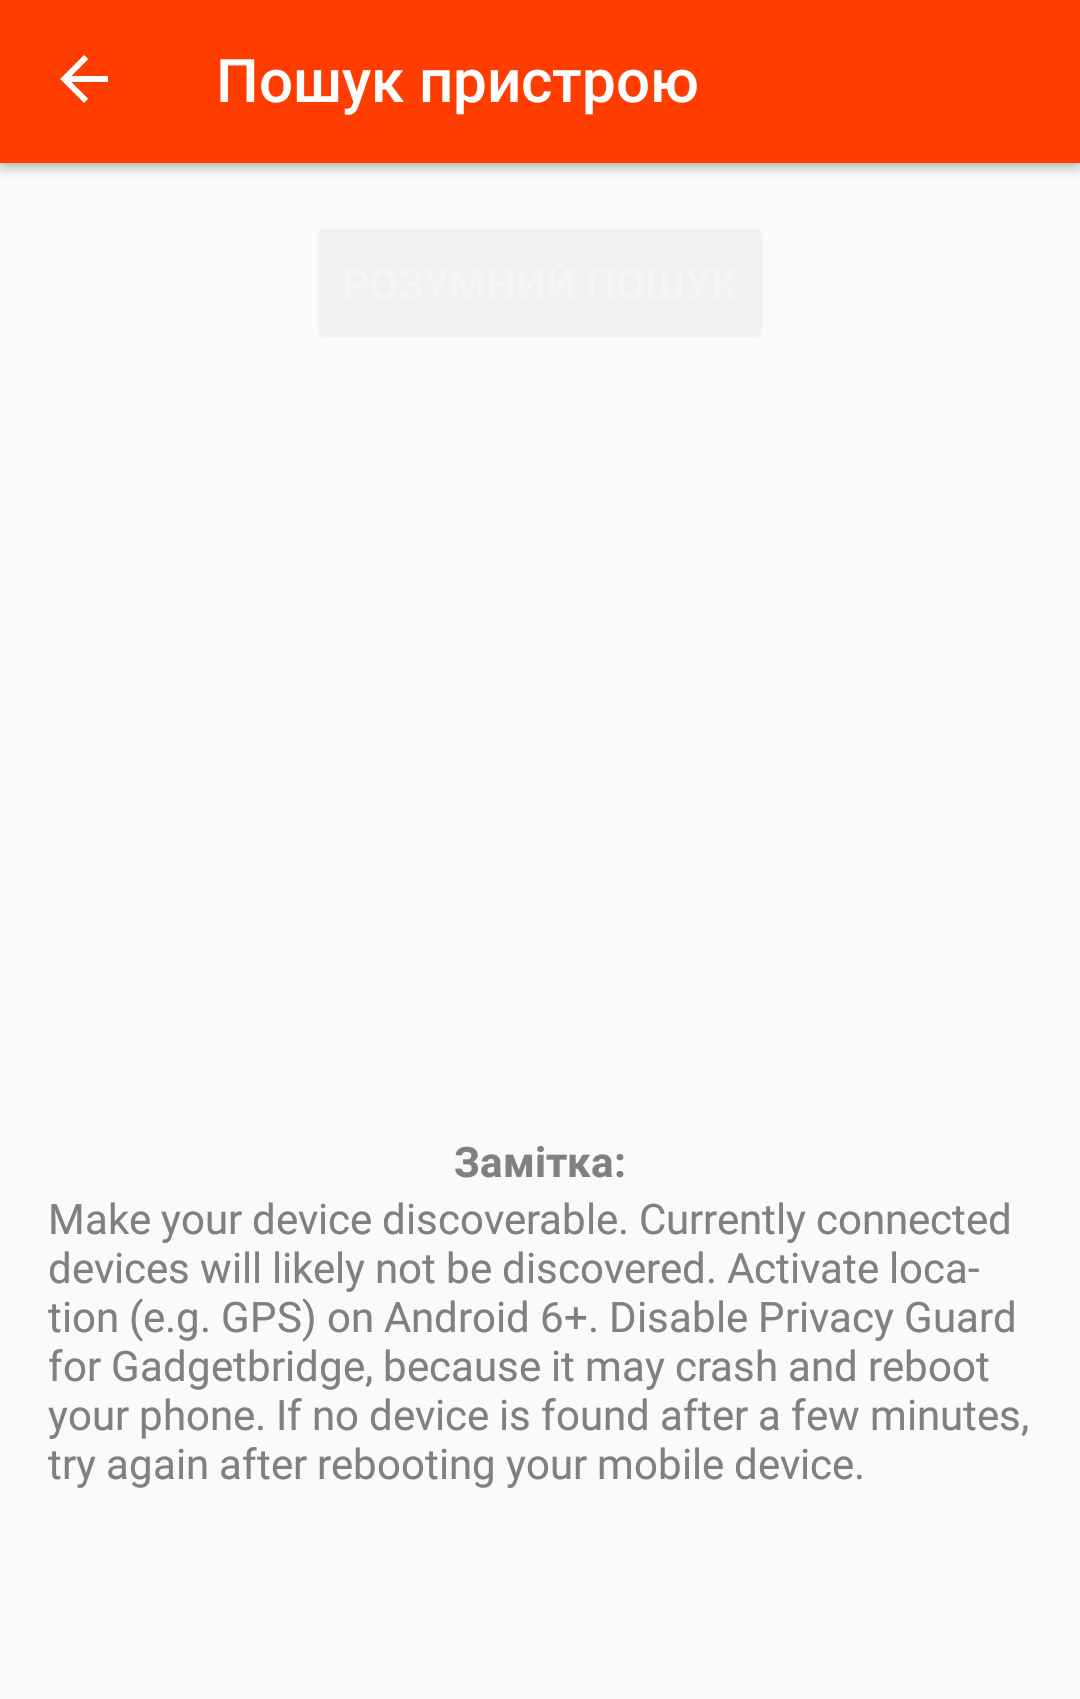 Пошук пристрою
РОЗУМНИЙ ПОШУК
Замітка:
Make your device discoverable. Currently connected
devices will likely not be discovered. Activate loca-
tion (e.g. GPS) on Android 6+. Disable Privacy Guard
for Gadgetbridge, because it may crash and reboot
your phone. If no device is found after a few minutes,
try again after rebooting your mobile device.